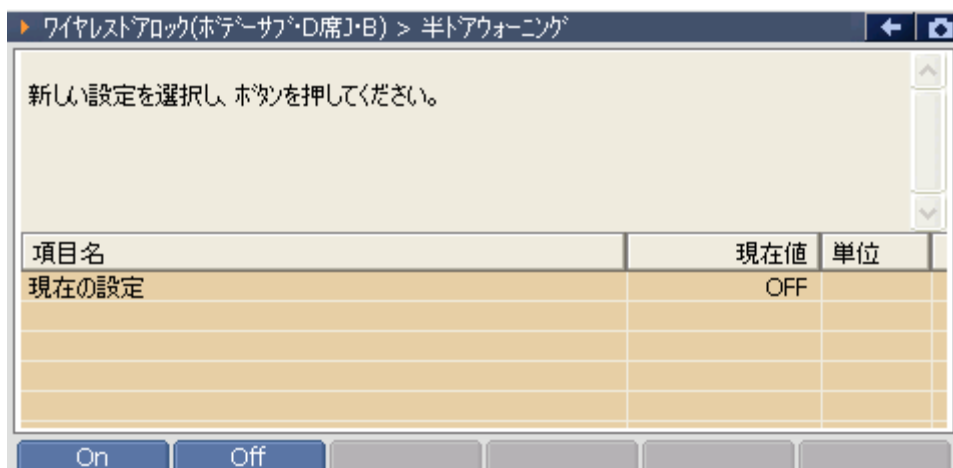 ﾜｲﾔﾚｽﾄﾞｱﾛｯｸ(ﾎﾞﾃﾞｰｻﾌﾞ･D席J･B) > 半ﾄﾞｱｳｫｰﾆﾝｸﾞ
新しい設定を選択し、ﾎﾞﾀﾝを押してください。
項目名 現在値 単位
現在の設定 OFF
On Off